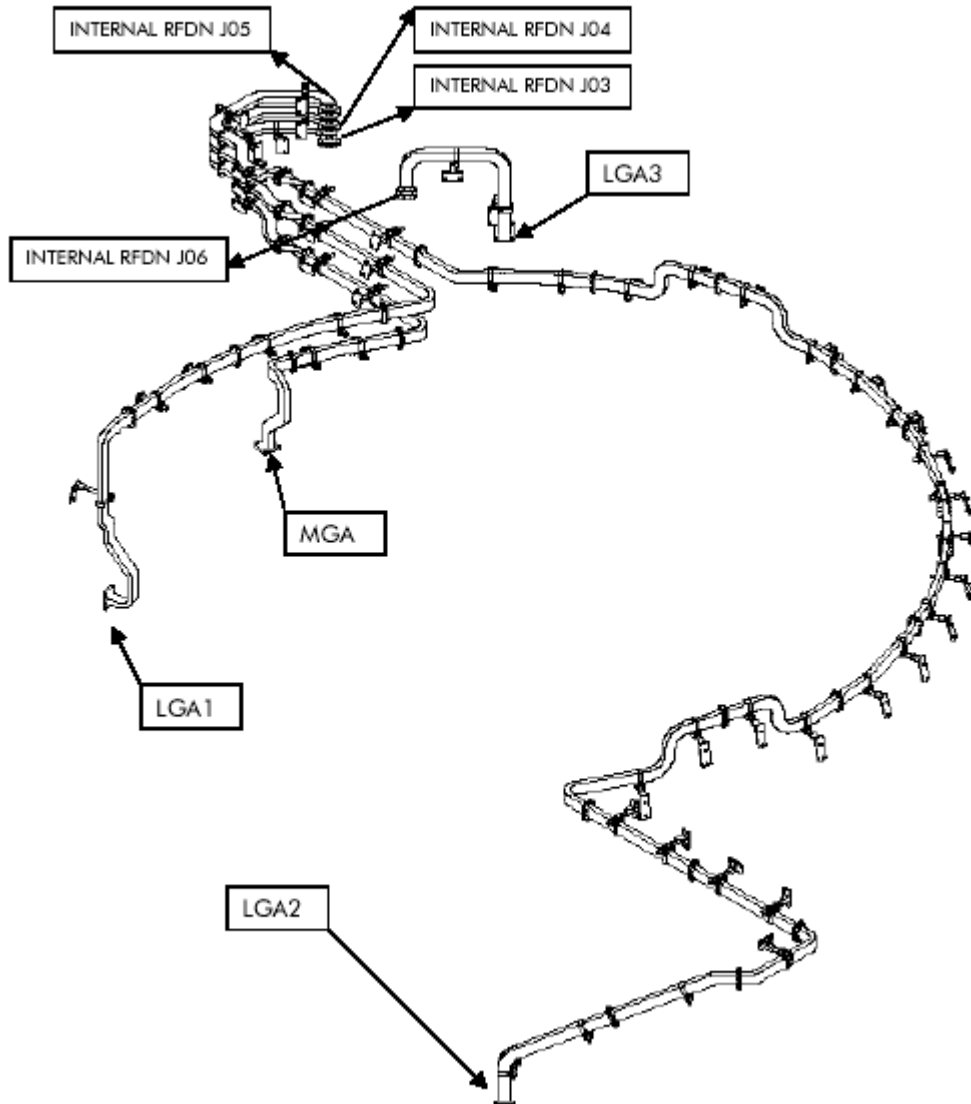 INTERNAL RFDN J05
INTERNAL RFDN J04
INTERNAL RFDN J03
LGA3
INTERNAL RFDN J06
MGA
LGA1
LGA2